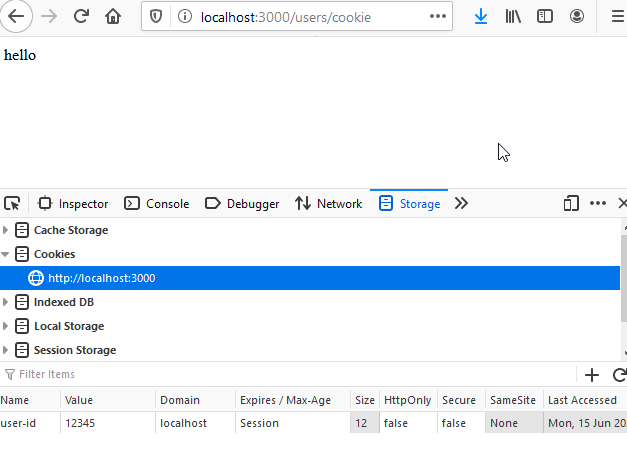 localhost:3000/users/cookie
hello
Inspector Console Debugger Network Storage
Cache Storage
Cookies
http://localhost:3000
Indexed DB
Local Storage
Session Storage
Filter Items
Name Value Domain Expires / Max-Age Size HttpOnly Secure SameSite Last Accessed
user-id 12345 localhost Session 12 false false None Mon, 15 Jun 20